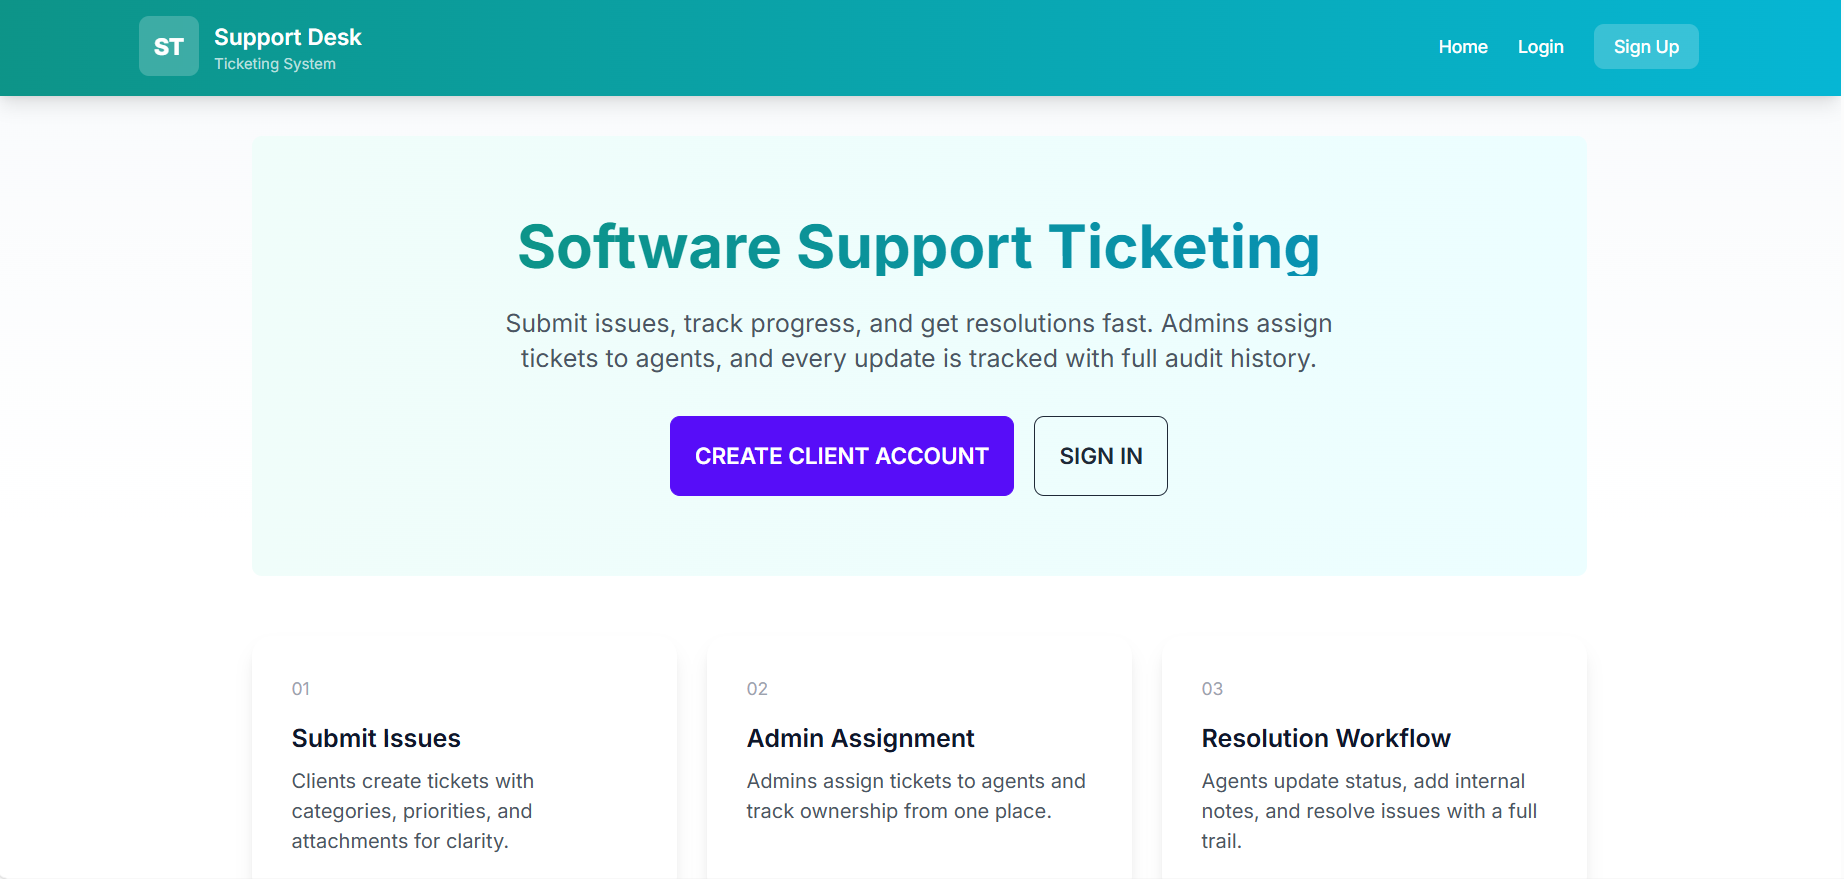 ST
Support Desk
Ticketing System
Home
Login
Sign Up
Software Support Ticketing
Submit issues, track progress, and get resolutions fast. Admins assign
tickets to agents, and every update is tracked with full audit history.
CREATE CLIENT ACCOUNT
SIGN IN
01
Submit Issues
Clients create tickets with
categories, priorities, and
attachments for clarity.
02
Admin Assignment
Admins assign tickets to agents and
track ownership from one place.
03
Resolution Workflow
Agents update status, add internal
notes, and resolve issues with a full
trail.